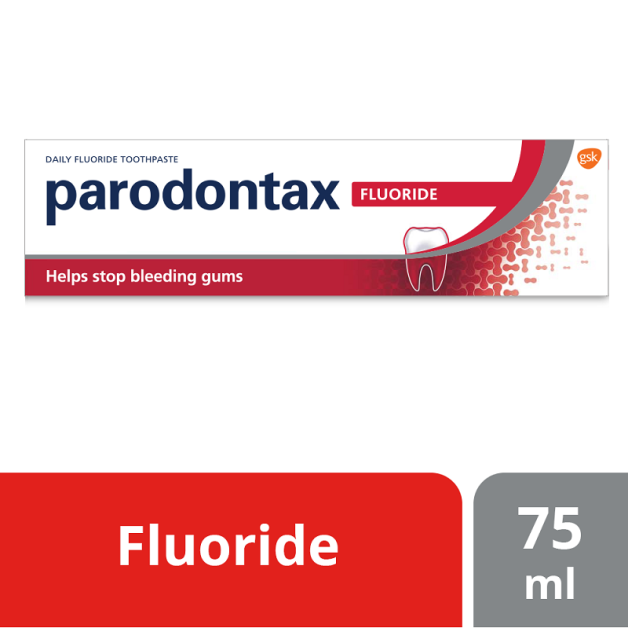 DAILY FLUORIDE TOOTHPASTE
parodontax FLUORIDE
gsk
Helps stop bleeding gums
Fluoride
75
ml